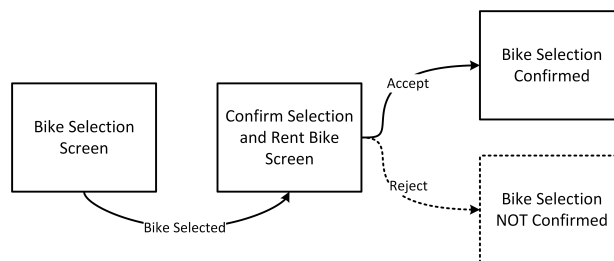 Bike Selection
Screen
Bike Selected
Confirm Selection
and Rent Bike
Screen
Accept
Bike Selection
Confirmed
Reject
Bike Selection
NOT Confirmed